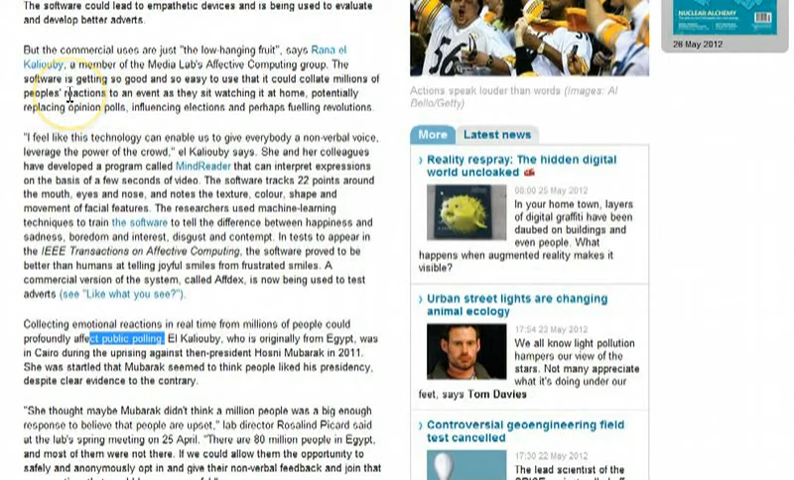 The software could lead to empathetic devices and is being used to evaluate
and develop better adverts.
But the commercial uses are just "the low-hanging fruit", says Rana el
Kaliouby, a member of the Media Lab's Affective Computing group. The
software is getting so good and so easy to use that it could collate millions of
peoples' reactions to an event as they sit watching it at home, potentially
replacing opinion polls, influencing elections and perhaps fuelling revolutions.
"I feel like this technology can enable us to give everybody a non-verbal voice,
leverage the power of the crowd," el Kaliouby says. She and her colleagues
have developed a program called MindReader that can interpret expressions
on the basis of a few seconds of video. The software tracks 22 points around
the mouth, eyes and nose, and notes the texture, colour, shape and
movement of facial features. The researchers used machine-learning
techniques to train the software to tell the difference between happiness and
sadness, boredom and interest, disgust and contempt. In tests to appear in
the IEEE Transactions on Affective Computing, the software proved to be
better than humans at telling joyful smiles from frustrated smiles. A
commercial version of the system, called Affdex, is now being used to test
adverts (see "Like what you see?").
Collecting emotional reactions in real time from millions of people could
profoundly affect public polling. El Kaliouby, who is originally from Egypt, was
in Cairo during the uprising against then-president Hosni Mubarak in 2011.
She was startled that Mubarak seemed to think people liked his presidency,
despite clear evidence to the contrary.
"She thought maybe Mubarak didn't think a million people was a big enough
response to believe that people are upset," lab director Rosalind Picard said
at the lab's spring meeting on 25 April. "There are 80 million people in Egypt,
and most of them were not there. If we could allow them the opportunity to
safely and anonymously opt in and give their non-verbal feedback and join that
56
Actions speak louder than words (Images: Al
Bello/Getty)
More
Latest news
Reality respray: The hidden digital
world uncloaked
00:00 25 May 2012
In your home town, layers
of digital graffiti have been
daubed on buildings and
even people. What
happens when augmented reality makes it
visible?
Urban street lights are changing
animal ecology
17:54 23 May 2012
We all know light pollution
hampers our view of the
stars. Not many appreciate
what it's doing under our
feet, says Tom Davies
Controversial geoengineering field
test cancelled
17:30 22 May 2012
The lead scientist of the
NUCLEAR ALCHEMY
26 May 2012